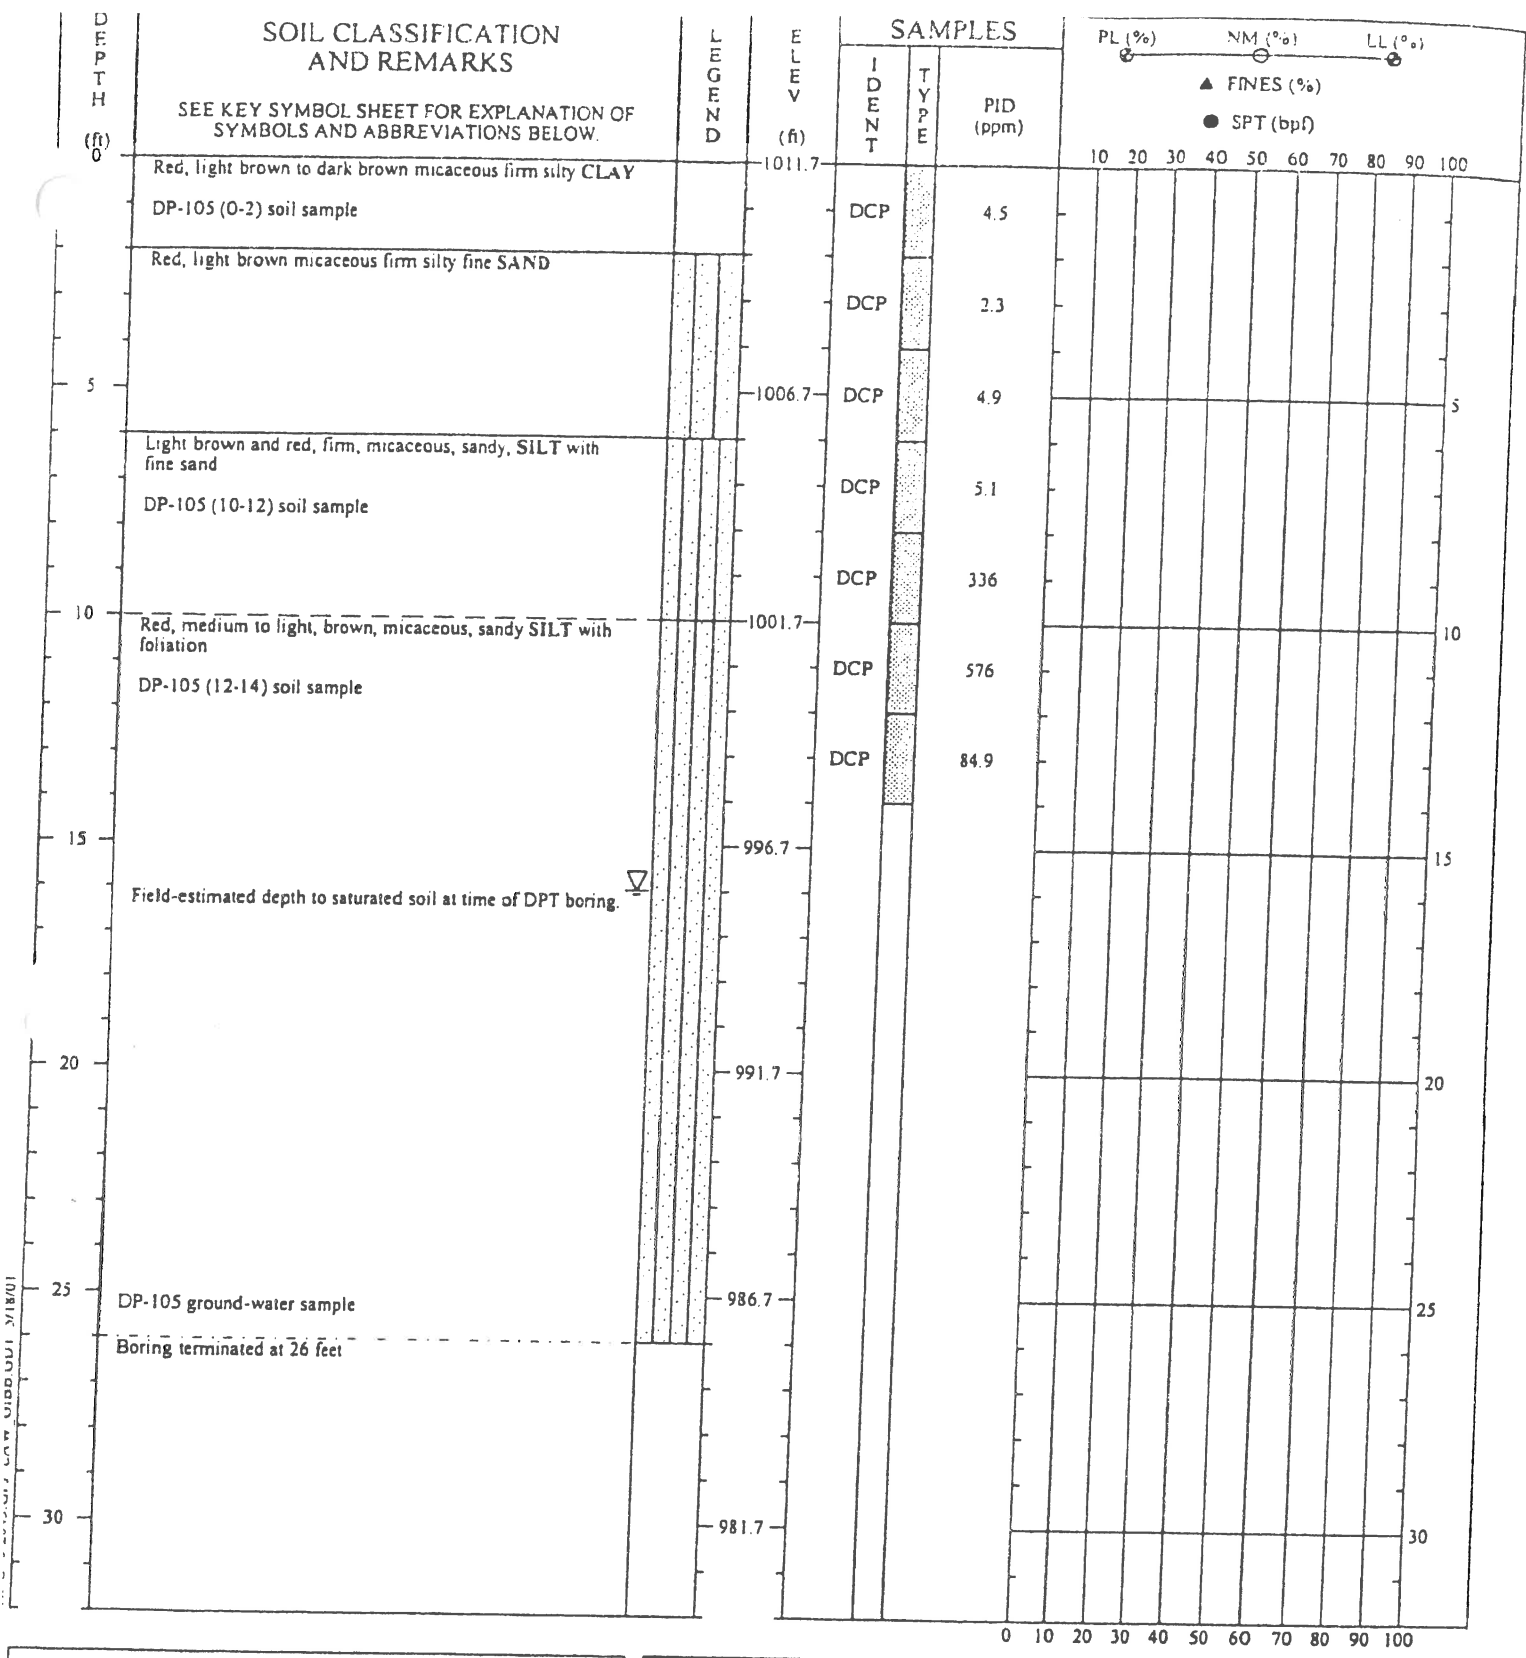 DEPTH
(ft)
SOIL CLASSIFICATION
AND REMARKS
SEE KEY SYMBOL SHEET FOR EXPLANATION OF
SYMBOLS AND ABBREVIATIONS BELOW.
LEGEND
ELEV
(ft)
SAMPLES
IDENT
TYPE
PID
(ppm)
PL (%) NM (%) LL (%)
▲ FINES (%)
● SPT (bpf)
10 20 30 40 50 60 70 80 90 100
0
1011.7
Red, light brown to dark brown micaceous firm silty CLAY
DP-105 (0-2) soil sample
DCP 4.5
Red, light brown micaceous firm silty fine SAND
DCP 2.3
5 1006.7 DCP 4.9 5
Light brown and red, firm, micaceous, sandy, SILT with
fine sand
DP-105 (10-12) soil sample
DCP 5.1
DCP 336
10 1001.7 10
Red, medium to light, brown, micaceous, sandy SILT with
foliation
DCP 576
DP-105 (12-14) soil sample
DCP 84.9
15 996.7 15
Field-estimated depth to saturated soil at time of DPT boring.
20 991.7 20
25 986.7 25
DP-105 ground-water sample
Boring terminated at 26 feet
30 981.7 30
0 10 20 30 40 50 60 70 80 90 100